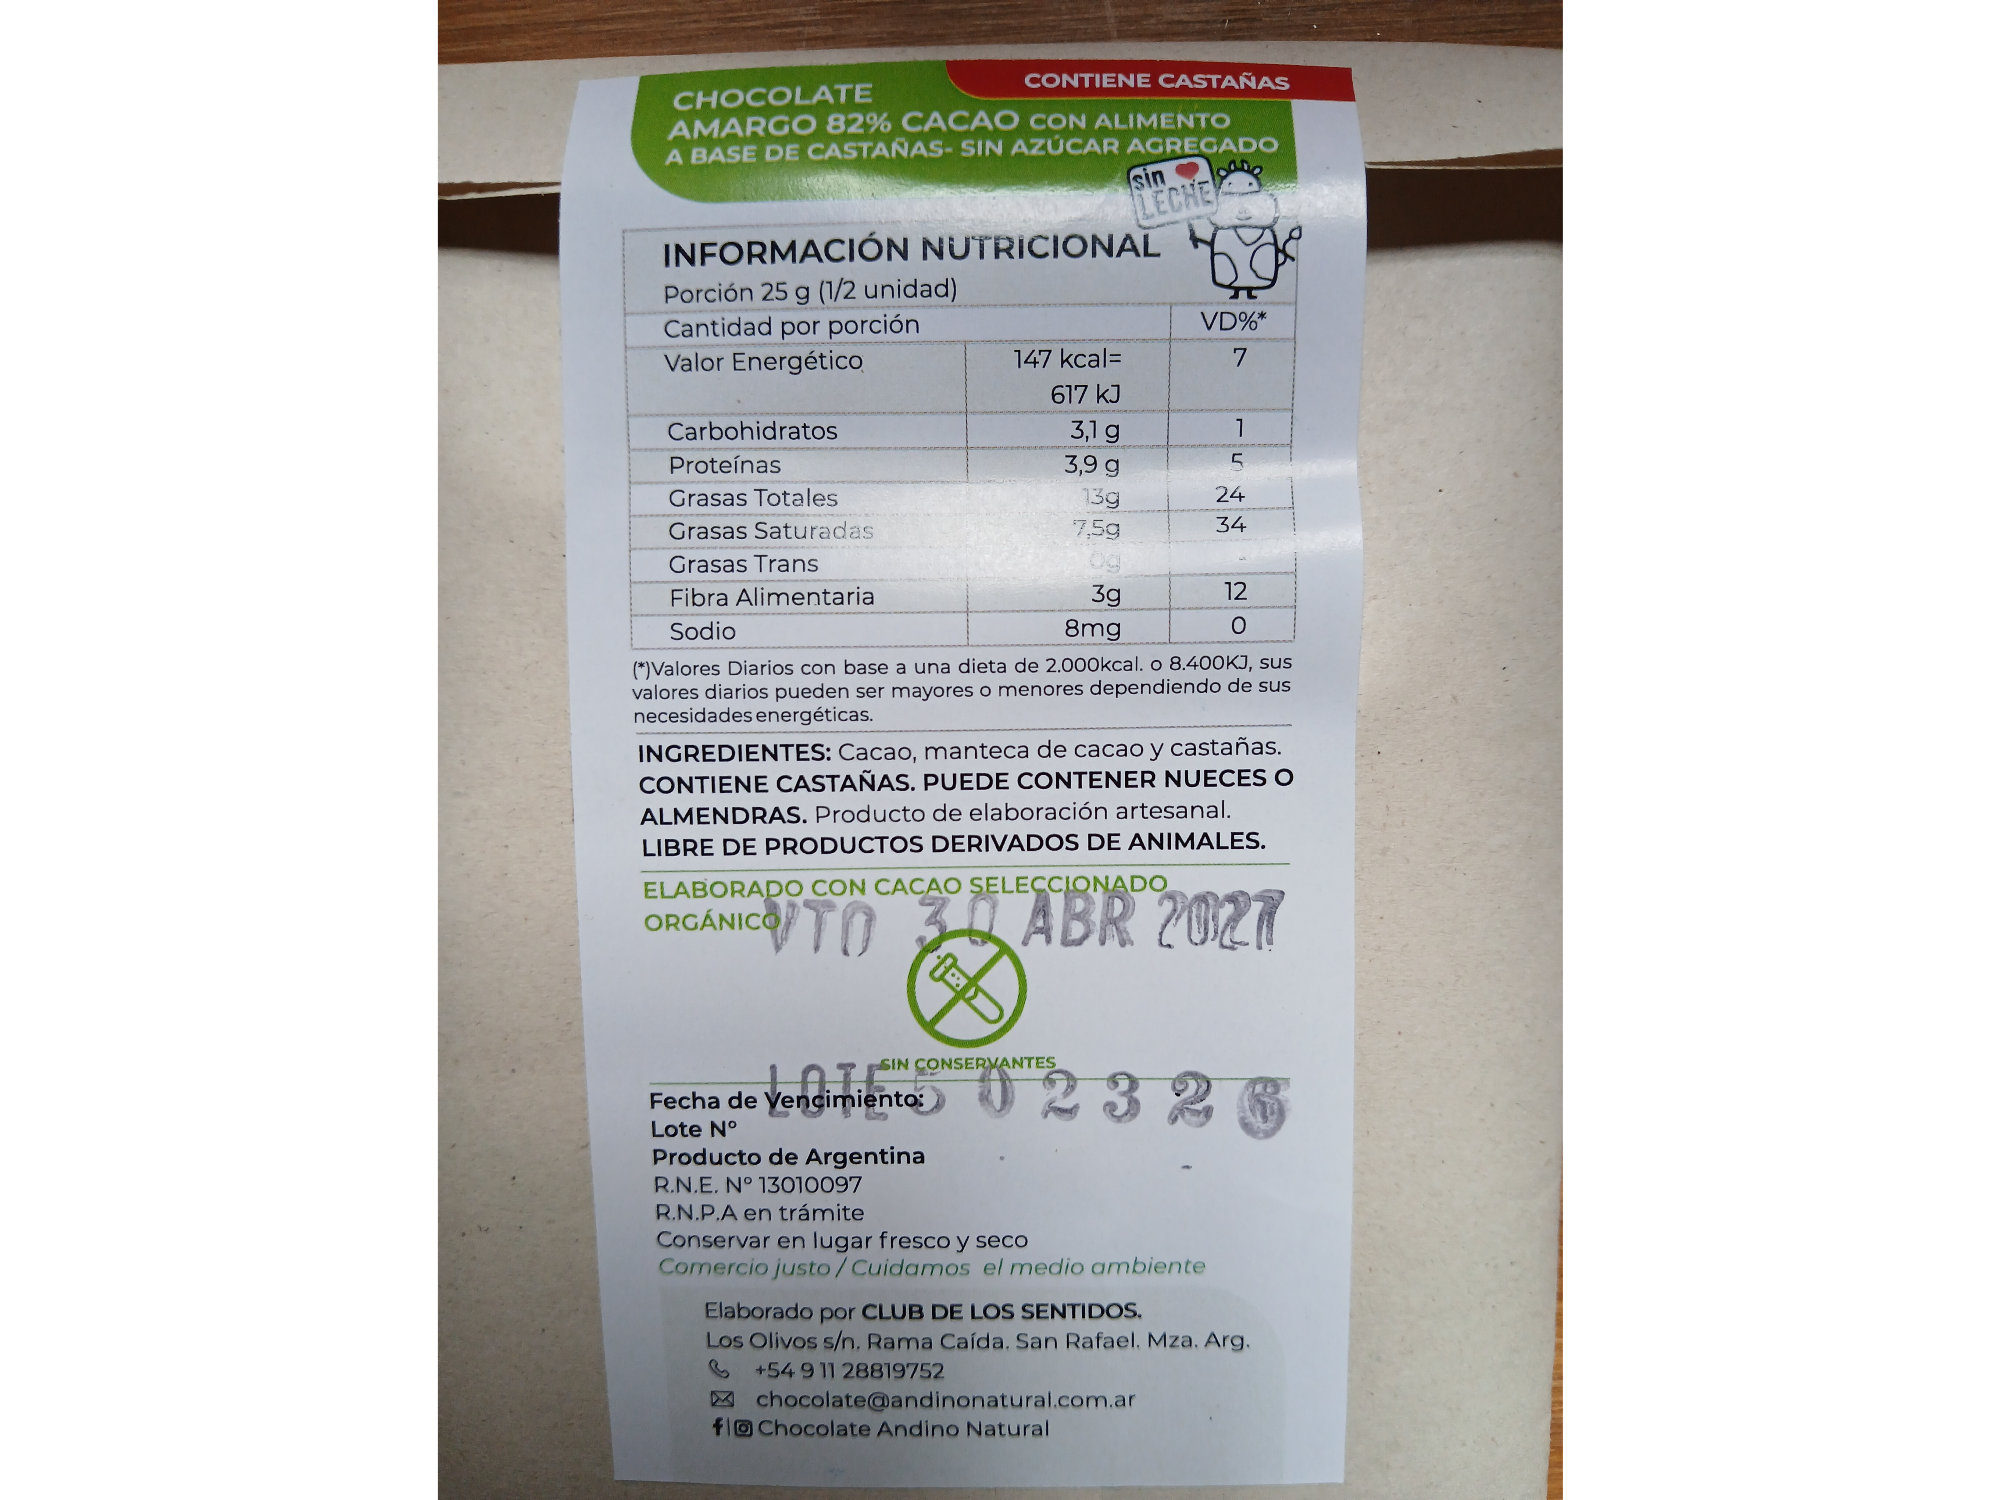 CONTIENE CASTAÑAS
CHOCOLATE
AMARGO 82% CACAO CON ALIMENTO
A BASE DE CASTAÑAS- SIN AZÚCAR AGREGADO
sin
LECHE
INFORMACIÓN NUTRICIONAL
Porción 25 g (1/2 unidad)
Cantidad por porción VD%*
Valor Energético 147 kcal= 7
617 kJ
Carbohidratos 3,1 g 1
Proteínas 3,9 g 5
Grasas Totales 13g 24
Grasas Saturadas 7,5g 34
Grasas Trans 0g -
Fibra Alimentaria 3g 12
Sodio 8mg 0
(*)Valores Diarios con base a una dieta de 2.000kcal. o 8.400KJ, sus
valores diarios pueden ser mayores o menores dependiendo de sus
necesidades energéticas.
INGREDIENTES: Cacao, manteca de cacao y castañas.
CONTIENE CASTAÑAS. PUEDE CONTENER NUECES O
ALMENDRAS. Producto de elaboración artesanal.
LIBRE DE PRODUCTOS DERIVADOS DE ANIMALES.
ELABORADO CON CACAO SELECCIONADO
ORGÁNICO
VTO 30 ABR 2027
SIN CONSERVANTES
LOTE 502326
Fecha de Vencimiento:
Lote N°
Producto de Argentina
R.N.E. N° 13010097
R.N.P.A en trámite
Conservar en lugar fresco y seco
Comercio justo / Cuidamos el medio ambiente
Elaborado por CLUB DE LOS SENTIDOS.
Los Olivos s/n. Rama Caída. San Rafael. Mza. Arg.
+54 9 11 28819752
chocolate@andinonatural.com.ar
f|Chocolate Andino Natural